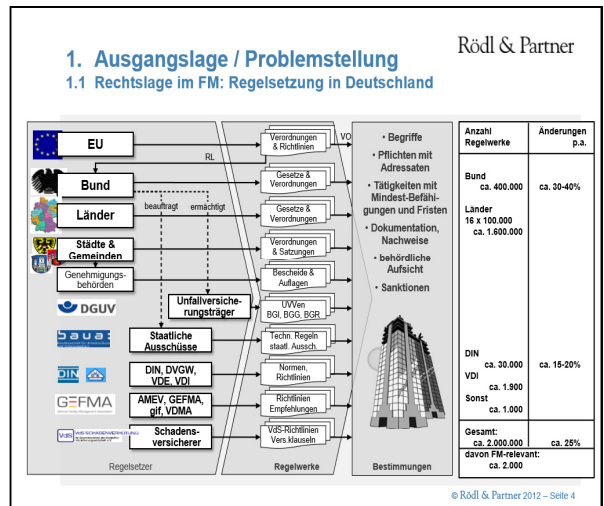 Rödl & Partner
1. Ausgangslage / Problemstellung
1.1 Rechtslage im FM: Regelsetzung in Deutschland
EU
Bund
Länder
Städte &
Gemeinden
Genehmigungs-
behörden
RL
beauftragt
ermächtigt
Unfallversiche-
rungsträger
DGUV
Staatliche
Ausschüsse
baua:
DIN
DIN, DVGW,
VDE, VDI
GEFMA
AMEV, GEFMA,
gif, VDMA
VdS
VdS SCHADENVERHÜTUNG
Schadens-
versicherer
Regelsetzer
Verordnungen
& Richtlinien
VO
Gesetze &
Verordnungen
Gesetze &
Verordnungen
Verordnungen
& Satzungen
Bescheide &
Auflagen
UVVen
BGI, BGG, BGR
Techn. Regeln
staatl. Aussch.
Normen,
Richtlinien
Richtlinien
Empfehlungen
VdS-Richtlinien
Vers.klauseln
Regelwerke
• Begriffe
• Pflichten mit
Adressaten
• Tätigkeiten mit
Mindest-Befähi-
gungen und Fristen
• Dokumentation,
Nachweise
• behördliche
Aufsicht
• Sanktionen
Bestimmungen
Anzahl Änderungen
Regelwerke p.a.
Bund
ca. 400.000 ca. 30-40%
Länder
16 x 100.000
ca. 1.600.000
DIN
ca. 30.000 ca. 15-20%
VDI
ca. 1.900
Sonst
ca. 1.000
Gesamt:
ca. 2.000.000 ca. 25%
davon FM-relevant:
ca. 2.000
© Rödl & Partner 2012 – Seite 4